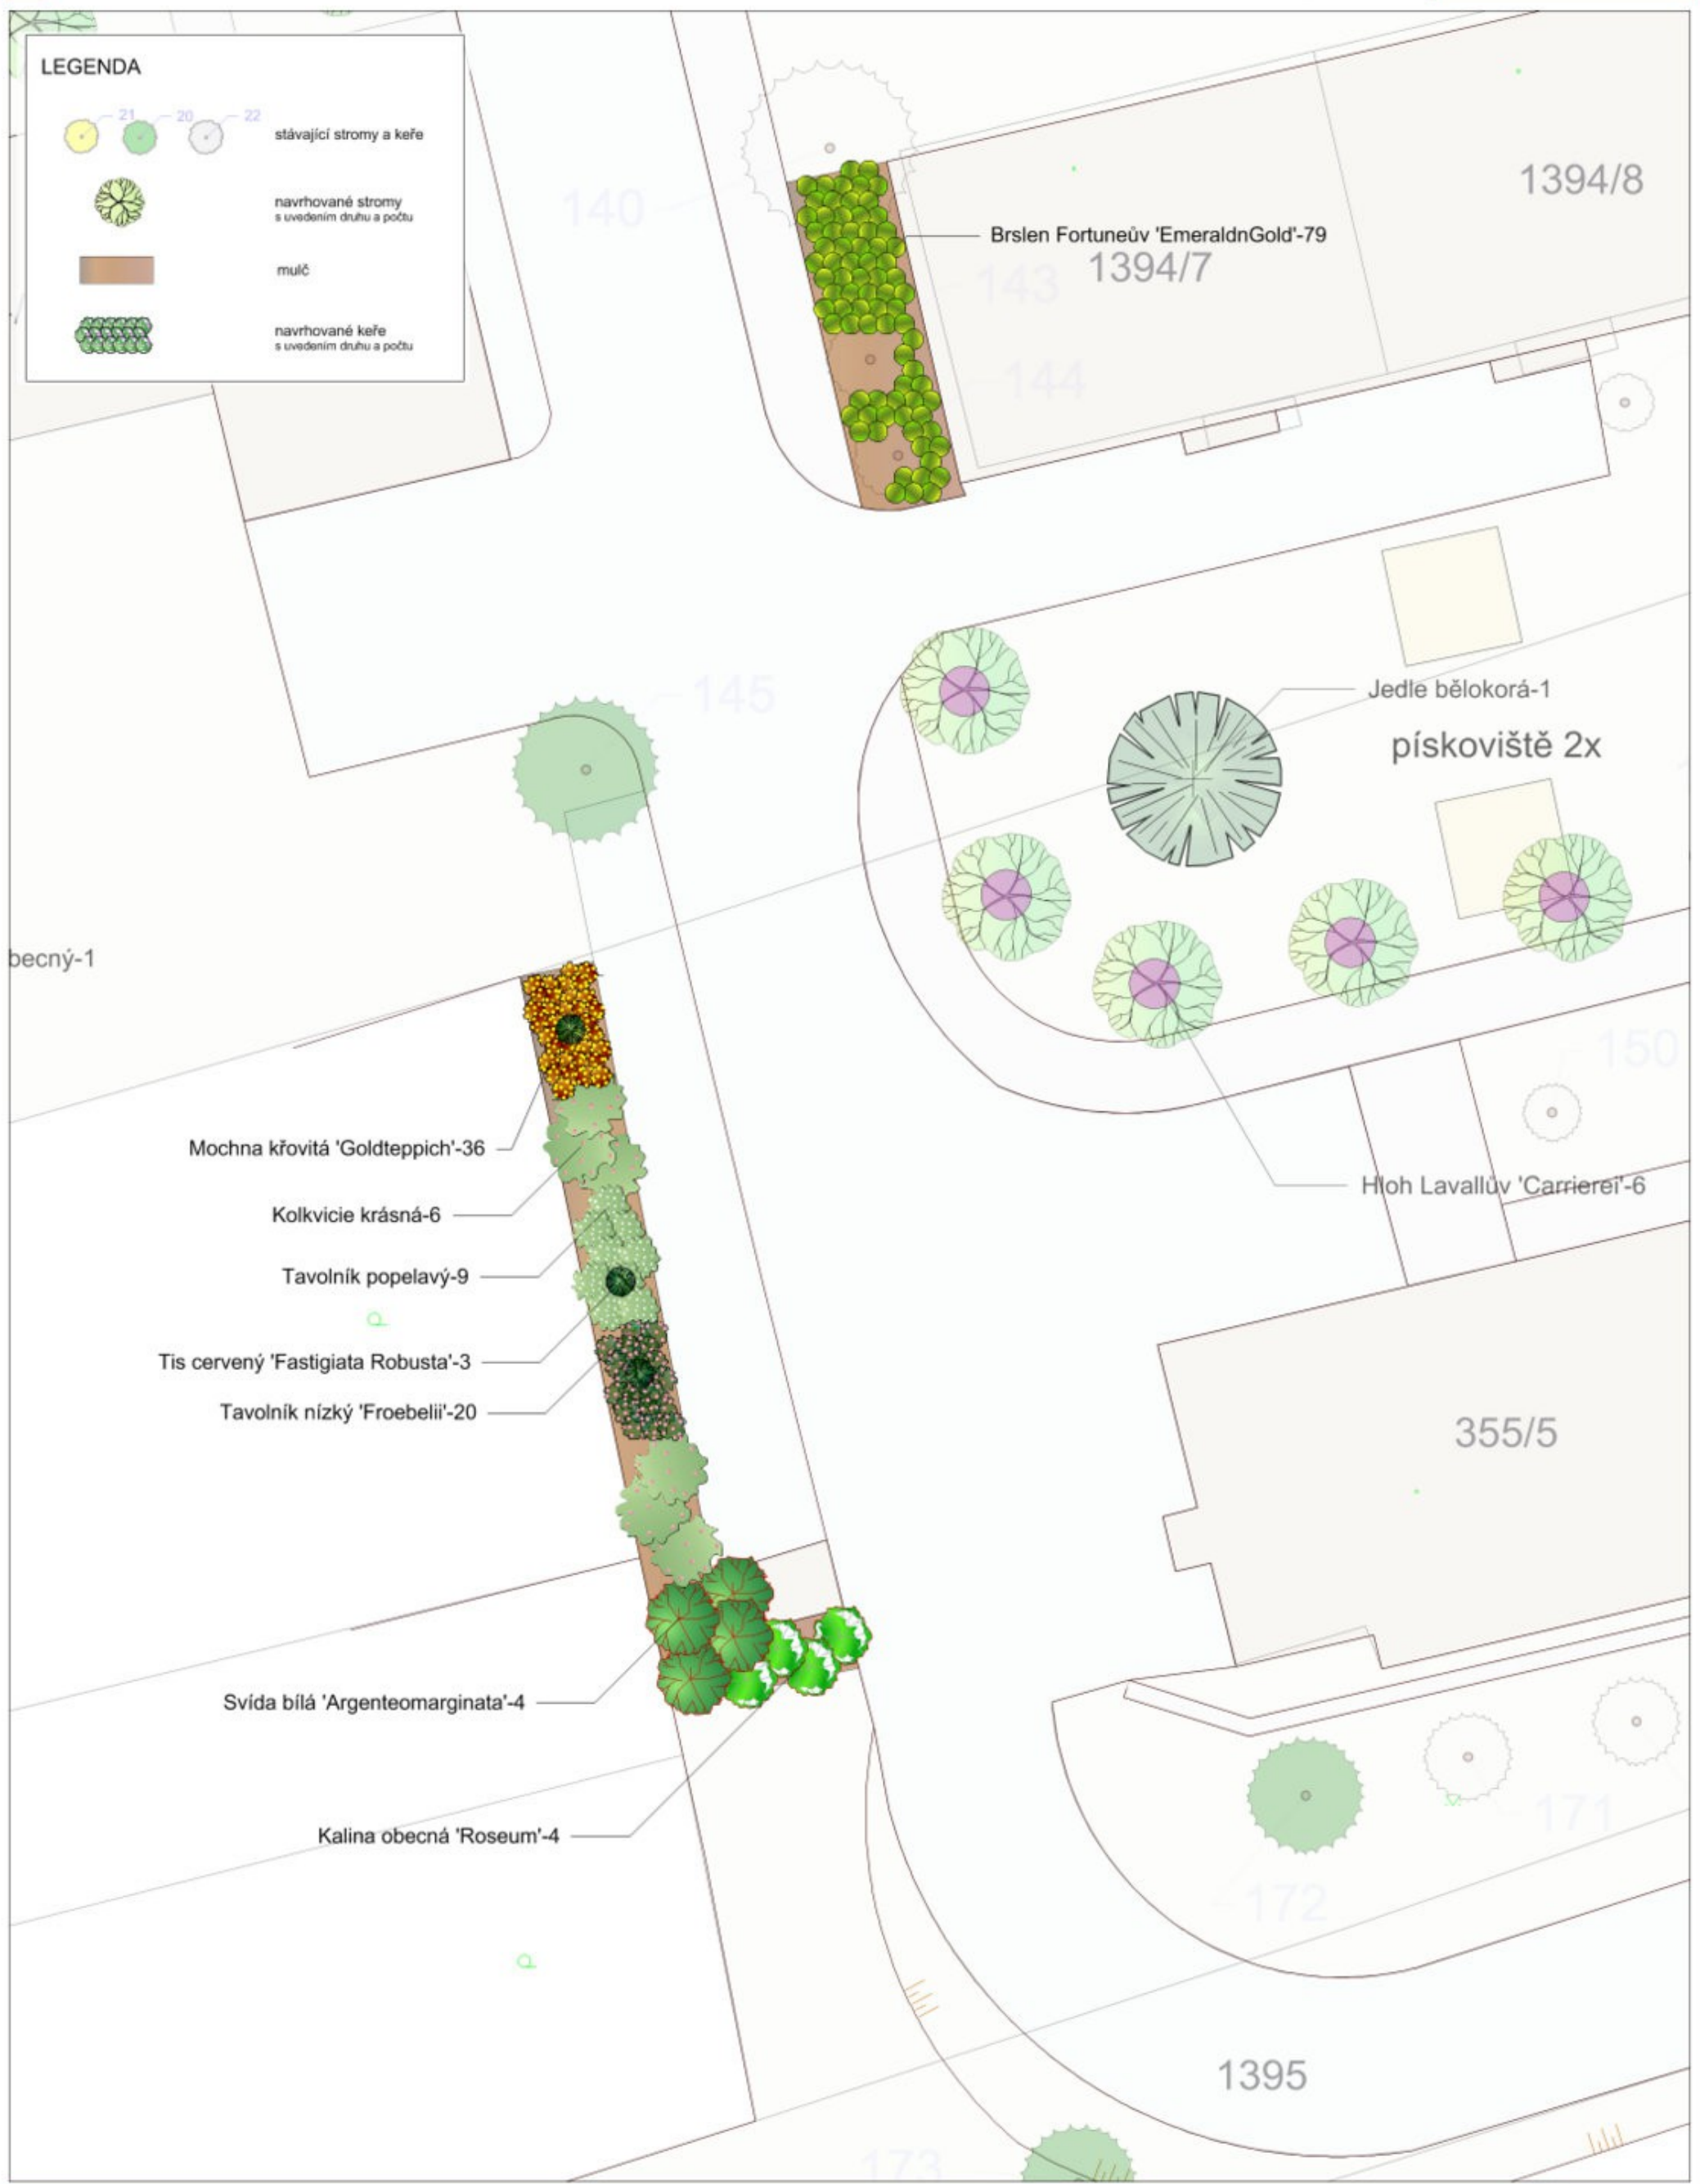 LEGENDA
21 20 22
stávající stromy a keře
navrhované stromy
s uvedením druhu a počtu
mulč
navrhované keře
s uvedením druhu a počtu
1394/8
140
Brslen Fortuneův 'EmeraldnGold'-79
1394/7
143
144
145
Jedle bělokorá-1
pískoviště 2x
becný-1
150
Mochna křovitá 'Goldteppich'-36
Hloh Lavallův 'Carrierei'-6
Kolkvicie krásná-6
Tavolník popelavý-9
Tis cervený 'Fastigiata Robusta'-3
Tavolník nízký 'Froebelii'-20
355/5
Svída bílá 'Argenteomarginata'-4
171
Kalina obecná 'Roseum'-4
172
1395
173